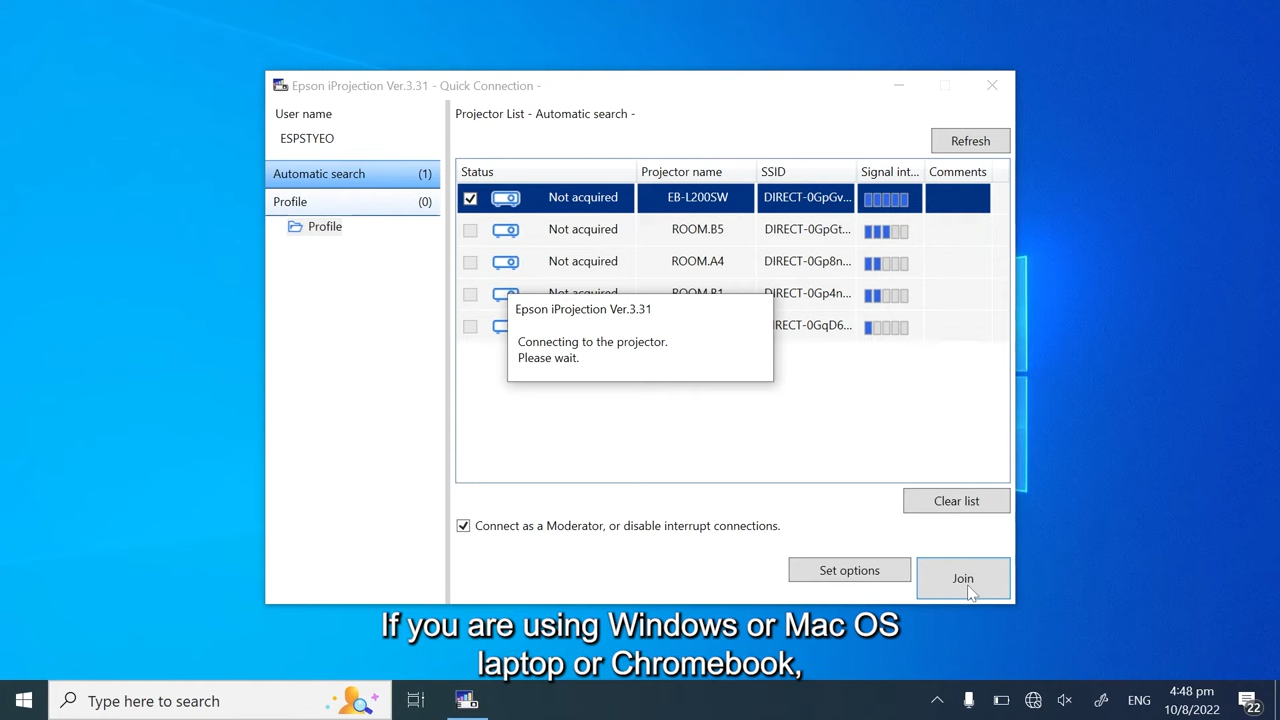 Epson iProjection Ver.3.31 - Quick Connection -
User name
ESPSTYEO
Automatic search (1)
Profile (0)
Profile
Projector List - Automatic search -
Refresh
Status Projector name SSID Signal int... Comments
Not acquired EB-L200SW DIRECT-0GpGv...
Not acquired ROOM.B5 DIRECT-0GpGt...
Not acquired ROOM.A4 DIRECT-0Gp8n...
Not acquired ROOM.B1 DIRECT-0Gp4n...
IRECT-0GqD6...
Epson iProjection Ver.3.31
Connecting to the projector.
Please wait.
Clear list
Connect as a Moderator, or disable interrupt connections.
Set options
Join
If you are using Windows or Mac OS
laptop or Chromebook,
Type here to search
ENG
4:48 pm
10/8/2022
22